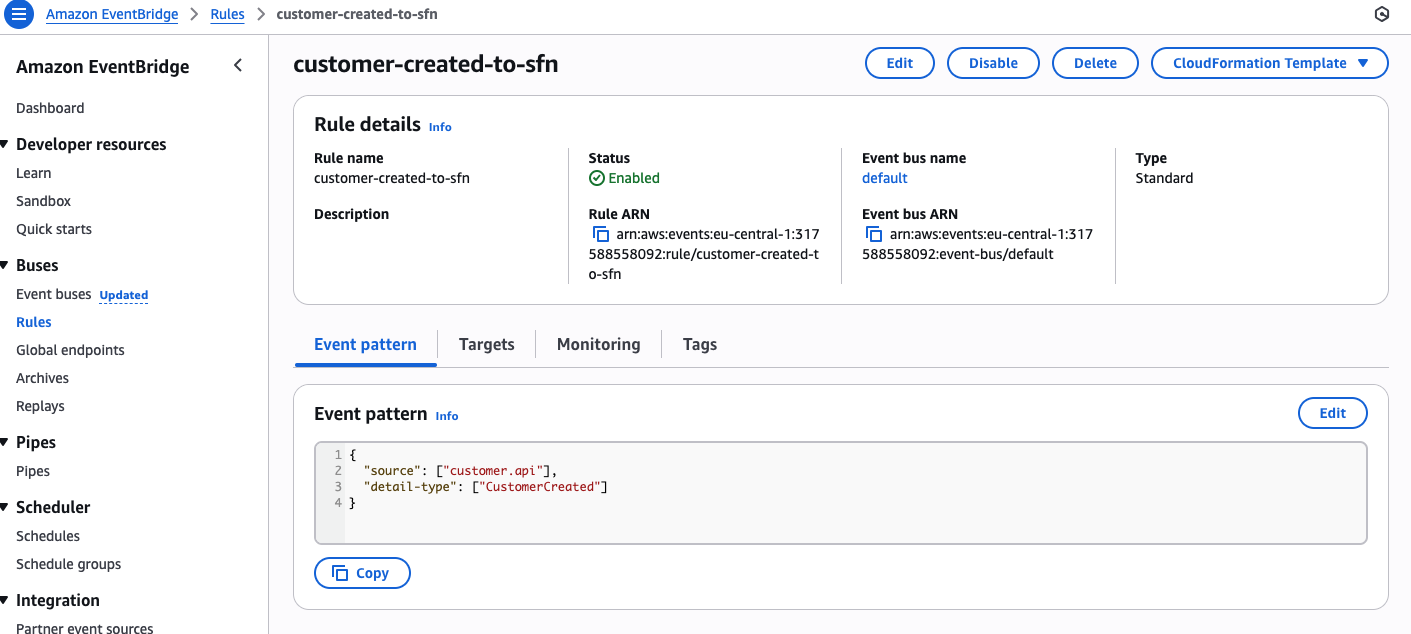 Amazon EventBridge > Rules > customer-created-to-sfn
Amazon EventBridge
Dashboard
Developer resources
Learn
Sandbox
Quick starts
Buses
Event buses Updated
Rules
Global endpoints
Archives
Replays
Pipes
Pipes
Scheduler
Schedules
Schedule groups
Integration
Partner event sources
customer-created-to-sfn
Edit
Disable
Delete
CloudFormation Template
Rule details Info
Rule name
customer-created-to-sfn
Description
Status
Enabled
Rule ARN
arn:aws:events:eu-central-1:317
588558092:rule/customer-created-t
o-sfn
Event bus name
default
Event bus ARN
arn:aws:events:eu-central-1:317
588558092:event-bus/default
Type
Standard
Event pattern
Targets
Monitoring
Tags
Event pattern Info
Edit
1 {
2 "source": ["customer.api"],
3 "detail-type": ["CustomerCreated"]
4 }
Copy